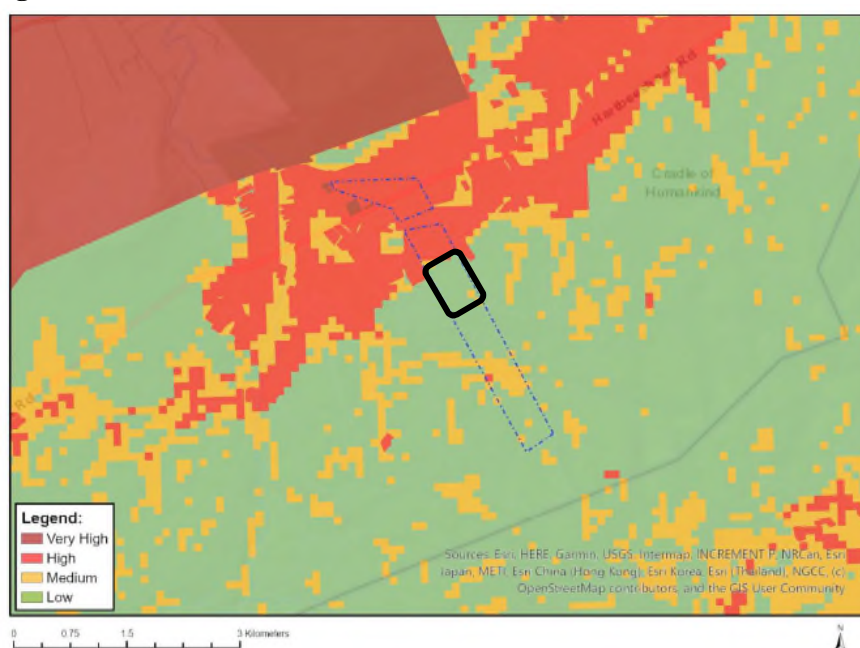 Rd
Cradle of
Humankind
Legend:
Very High
High
Medium
Low
Sources: Esri, HERE, Garmin, USGS, Intermap, INCREMENT P, NRCan, Esri
Japan, METI, Esri China (Hong Kong), Esri Korea, Esri (Thailand), NGCC, (c)
OpenStreetMap contributors, and the GIS User Community
Rd
0 0.75 1.5 3 Kilometers
N